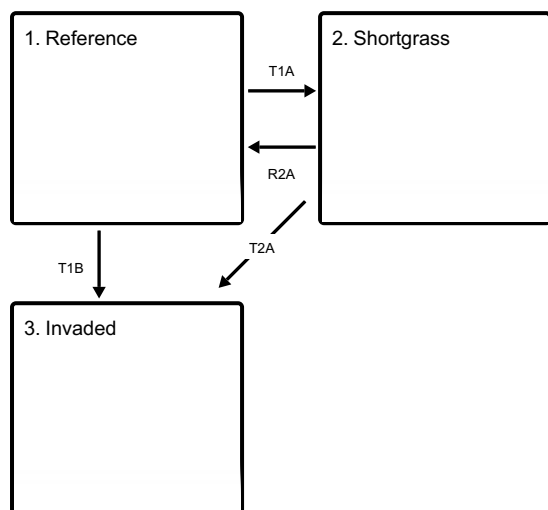 1. Reference
2. Shortgrass
T1A
R2A
T2A
T1B
3. Invaded